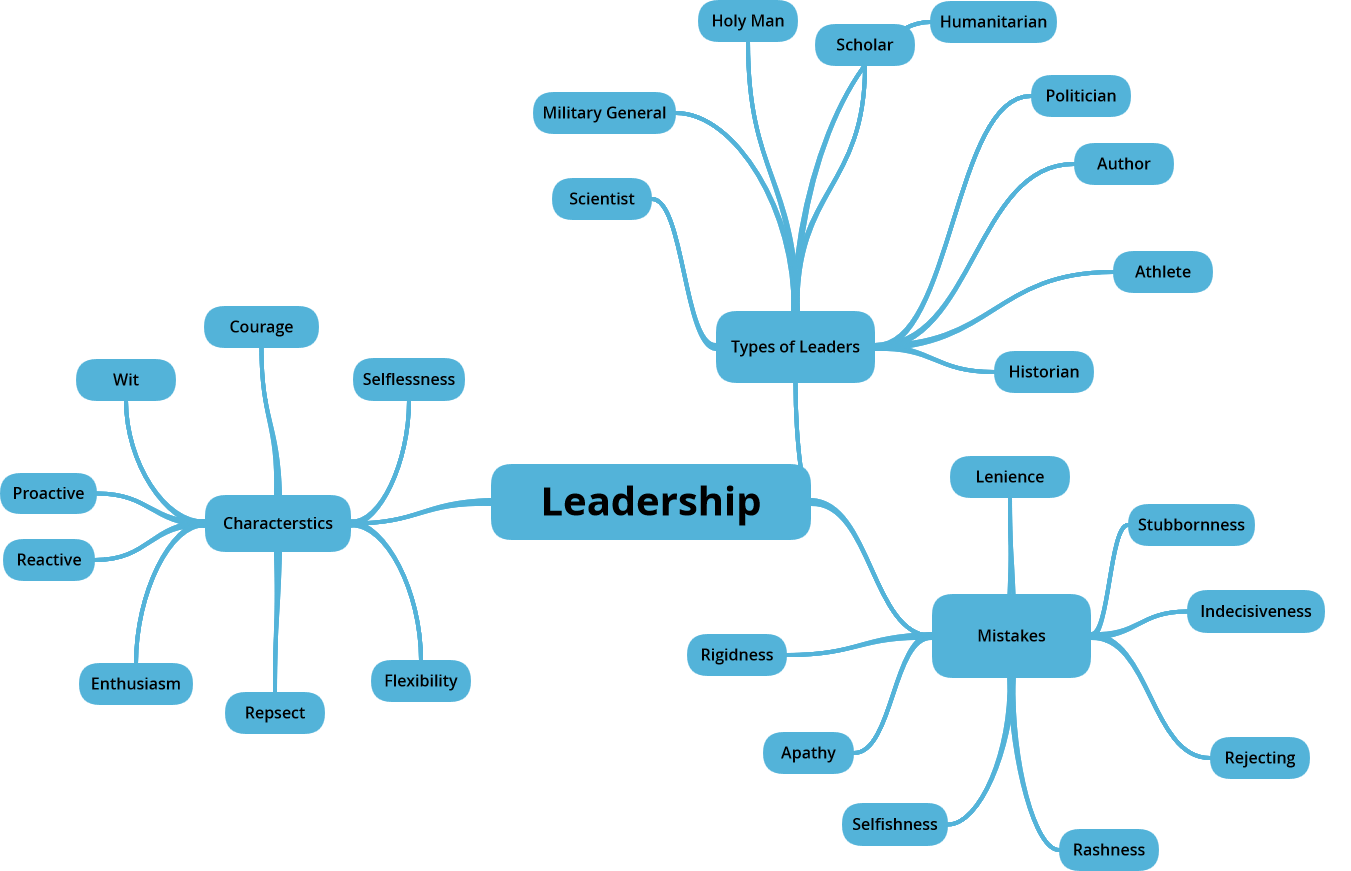 Holy Man
Humanitarian
Scholar
Politician
Military General
Author
Scientist
Athlete
Types of Leaders
Historian
Courage
Wit
Selflessness
Proactive
Characterstics
Reactive
Enthusiasm
Repsect
Flexibility
Leadership
Lenience
Stubbornness
Indecisiveness
Mistakes
Rigidness
Apathy
Rejecting
Selfishness
Rashness